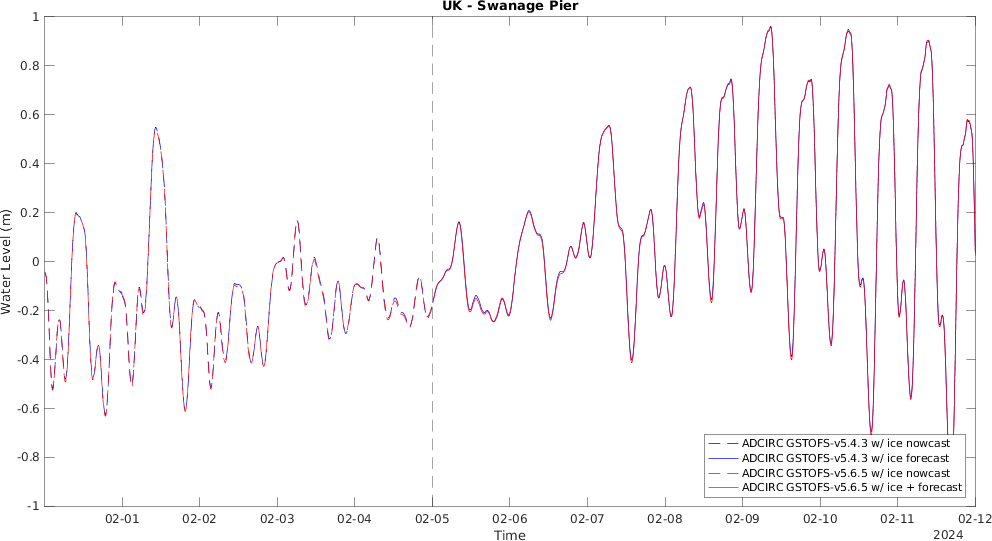 UK - Swanage Pier
1
0.8
0.6
0.4
0.2
0
-0.2
-0.4
-0.6
-0.8
-1
Water Level (m)
ADCIRC GSTOFS-v5.4.3 w/ ice nowcast
ADCIRC GSTOFS-v5.4.3 w/ ice forecast
ADCIRC GSTOFS-v5.6.5 w/ ice nowcast
ADCIRC GSTOFS-v5.6.5 w/ ice + forecast
02-01 02-02 02-03 02-04 02-05 02-06 02-07 02-08 02-09 02-10 02-11 02-12
Time
2024